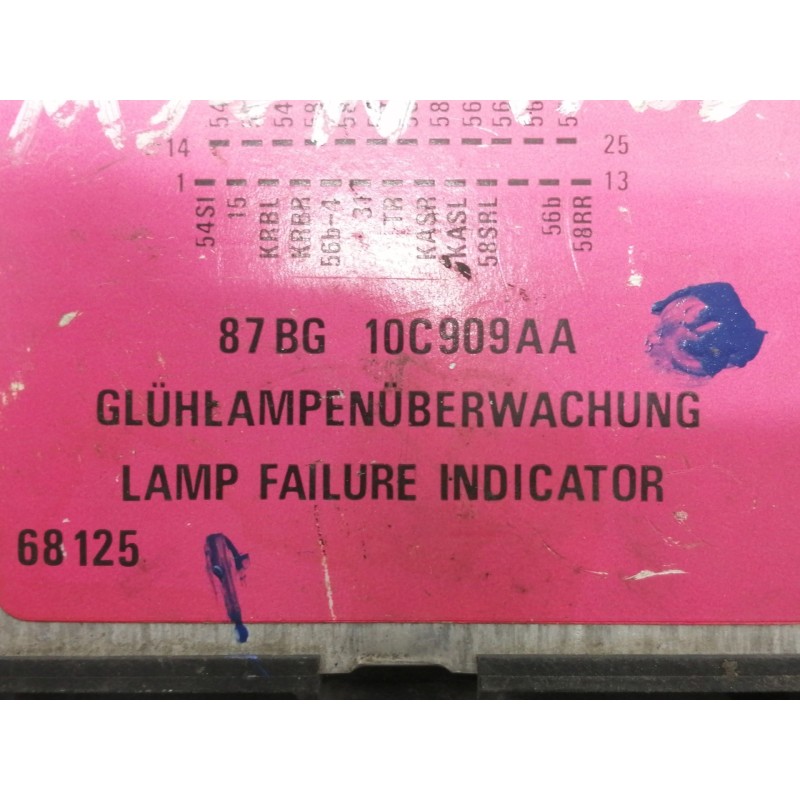 14 25
1 13
54SI 15 KRBL KRBR 56b-4 LTR KASR KASL 58SRL 56b 58RR
87BG 10C909AA
GLÜHLAMPENÜBERWACHUNG
LAMP FAILURE INDICATOR
68125